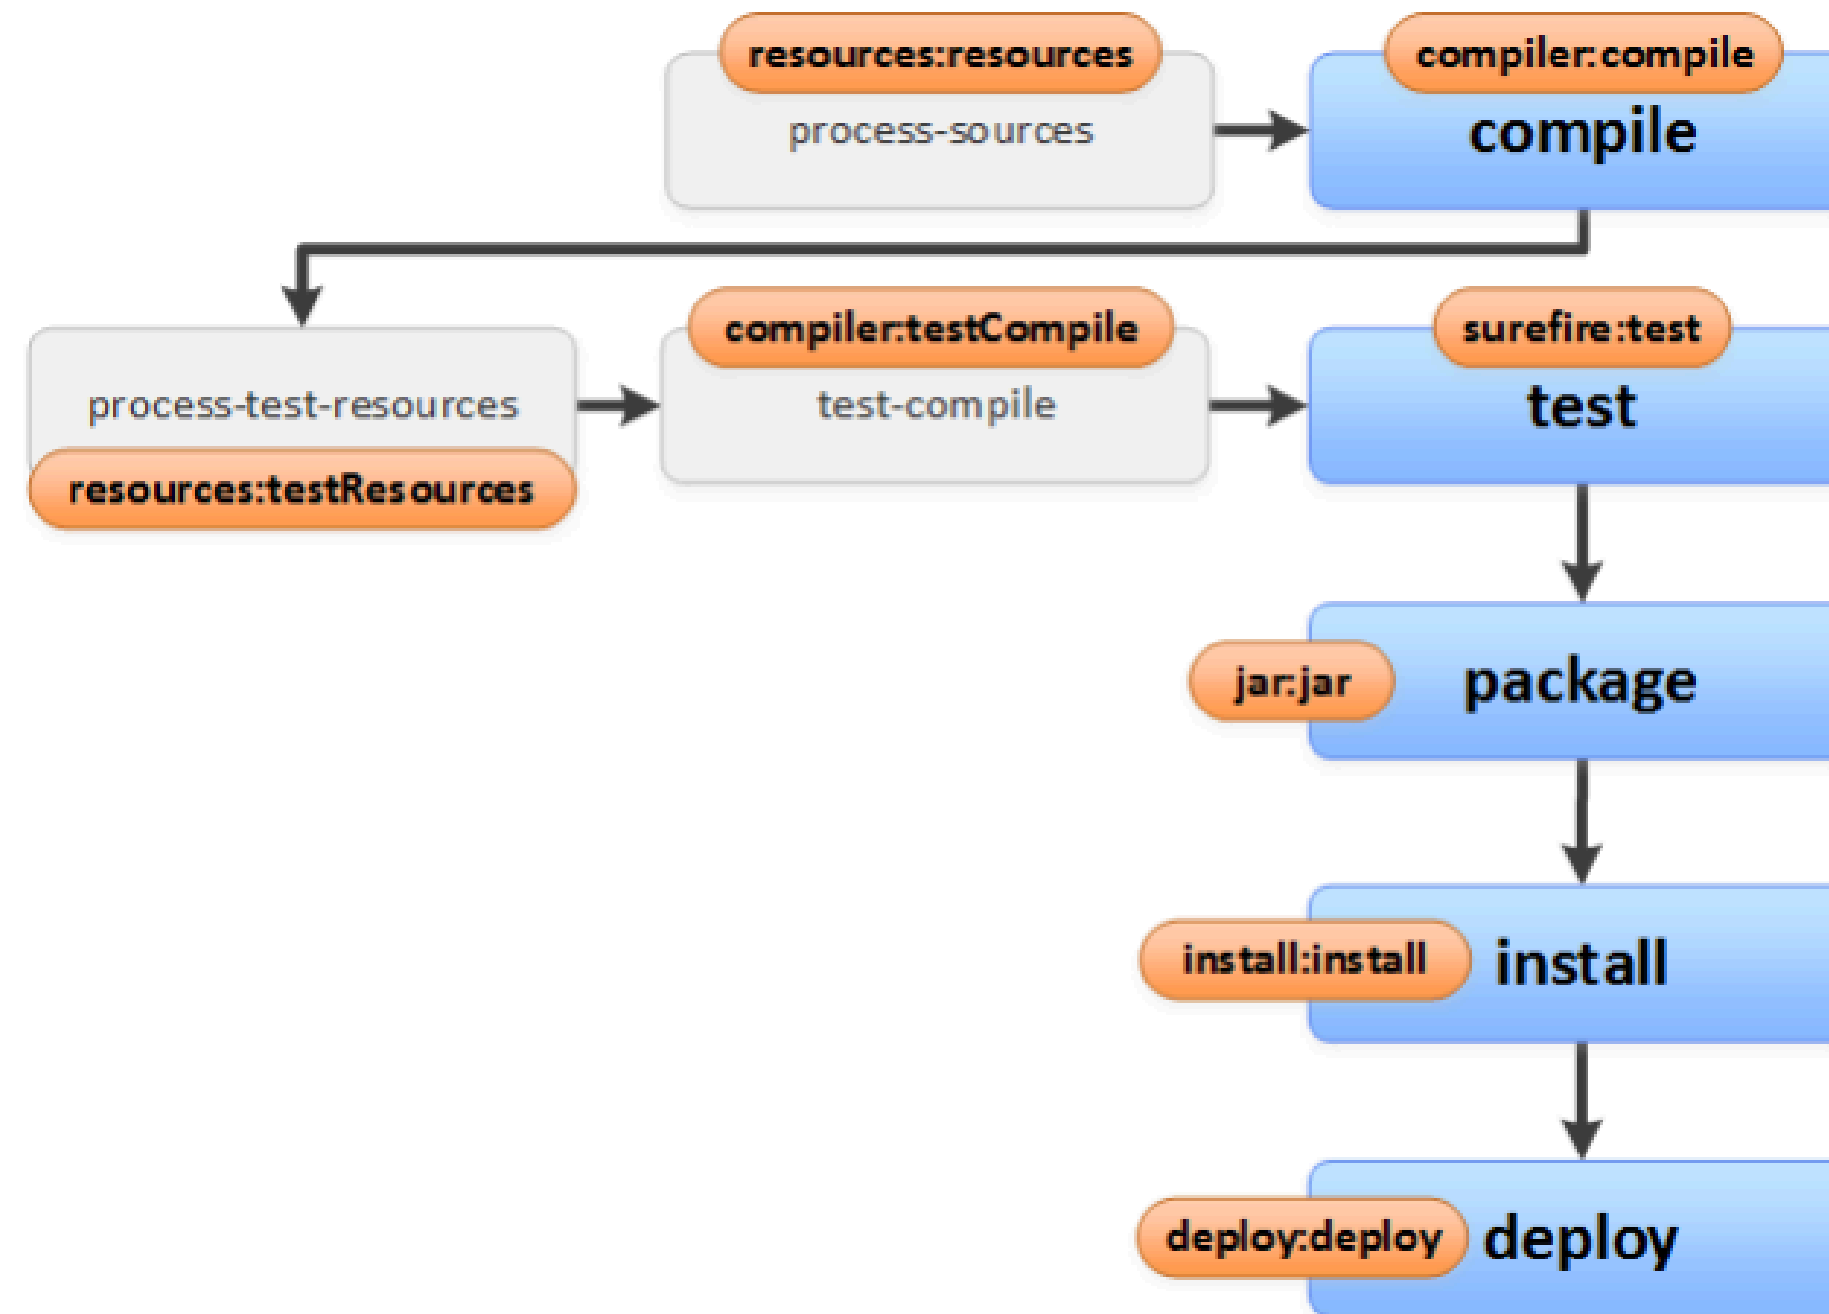 resources:resources
compiler:compile
process-sources
compile
compiler:testCompile
surefire:test
process-test-resources
test-compile
test
resources:testResources
jar:jar
package
install:install
install
deploy:deploy
deploy